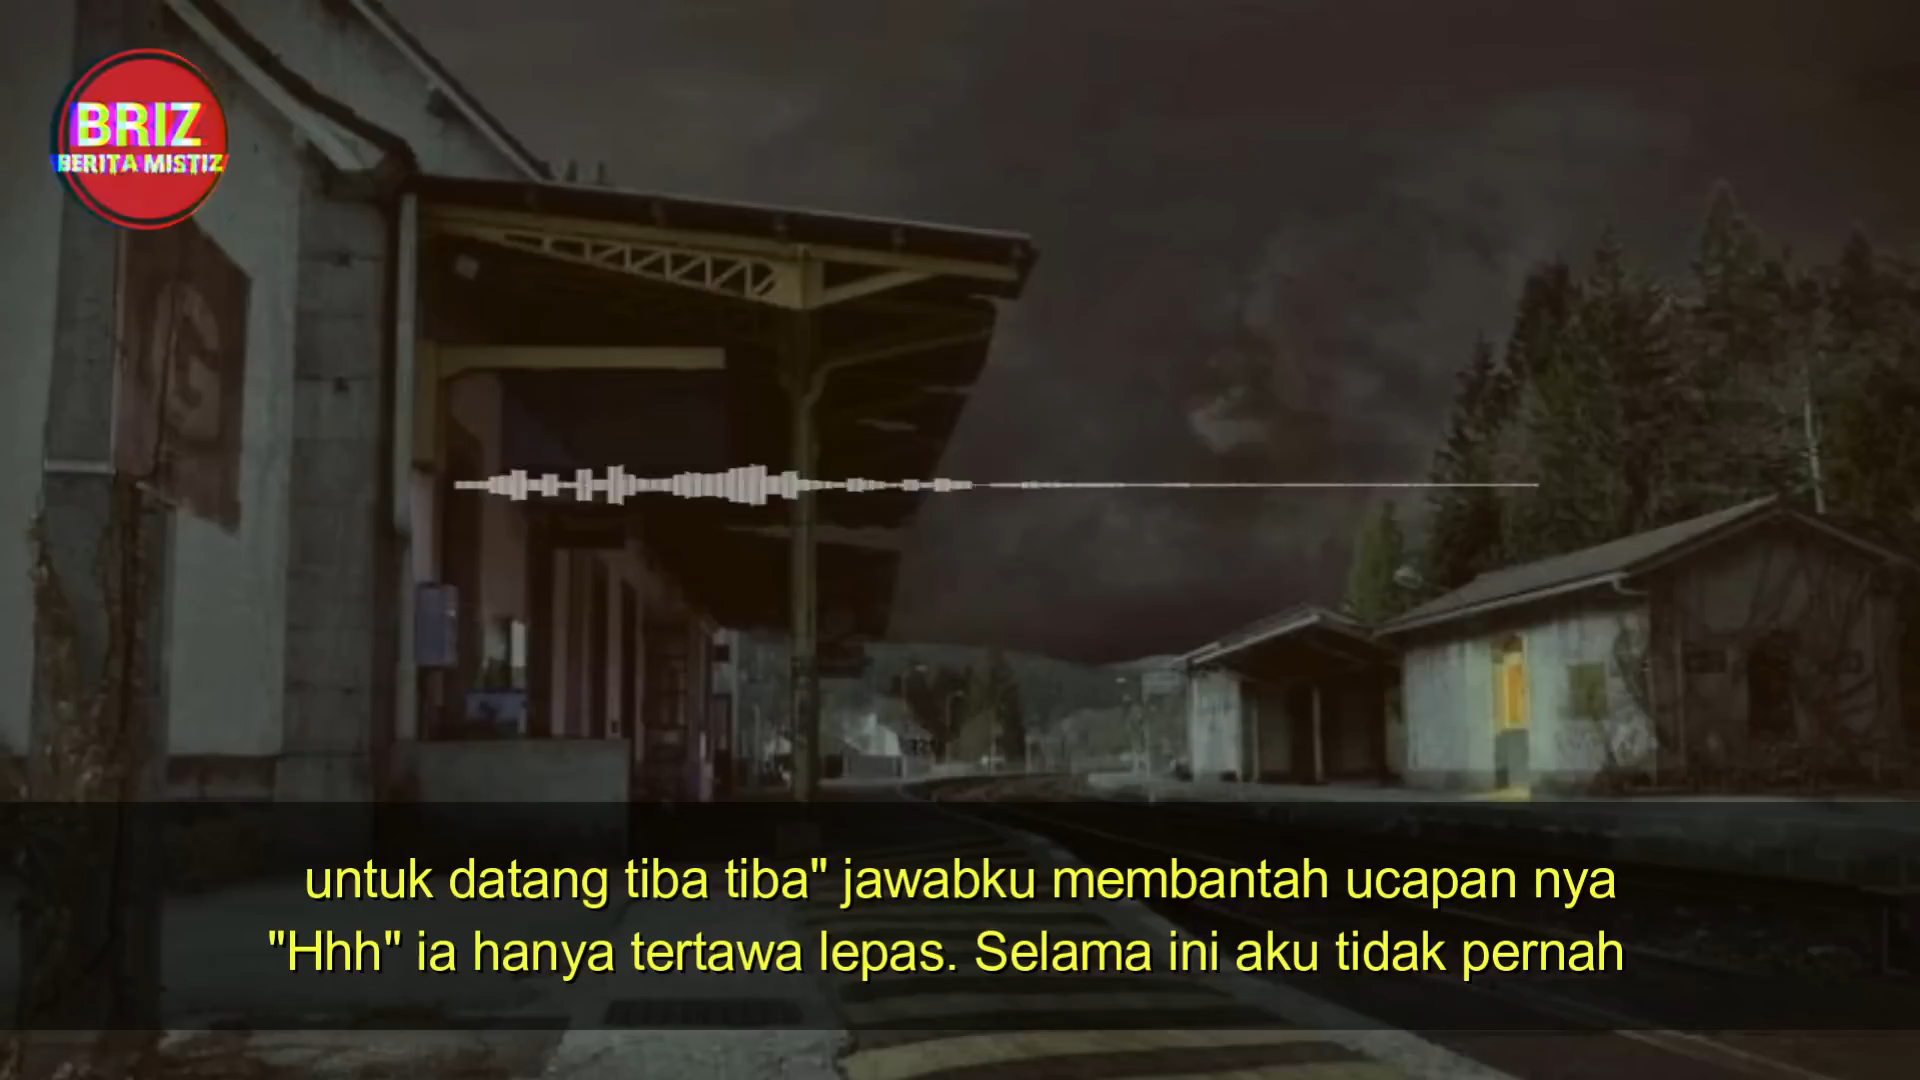 BRIZ
BERITA MISTIZ
untuk datang tiba tiba" jawabku membantah ucapan nya
"Hhh" ia hanya tertawa lepas. Selama ini aku tidak pernah